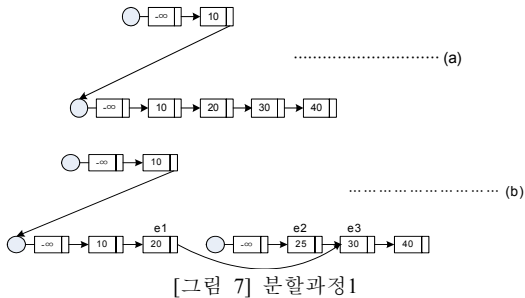 -∞ 10
.............................. (a)
-∞ 10 20 30 40
-∞ 10
.............................. (b)
e1 e2 e3
-∞ 10 20 -∞ 25 30 40
[그림 7] 분할과정1